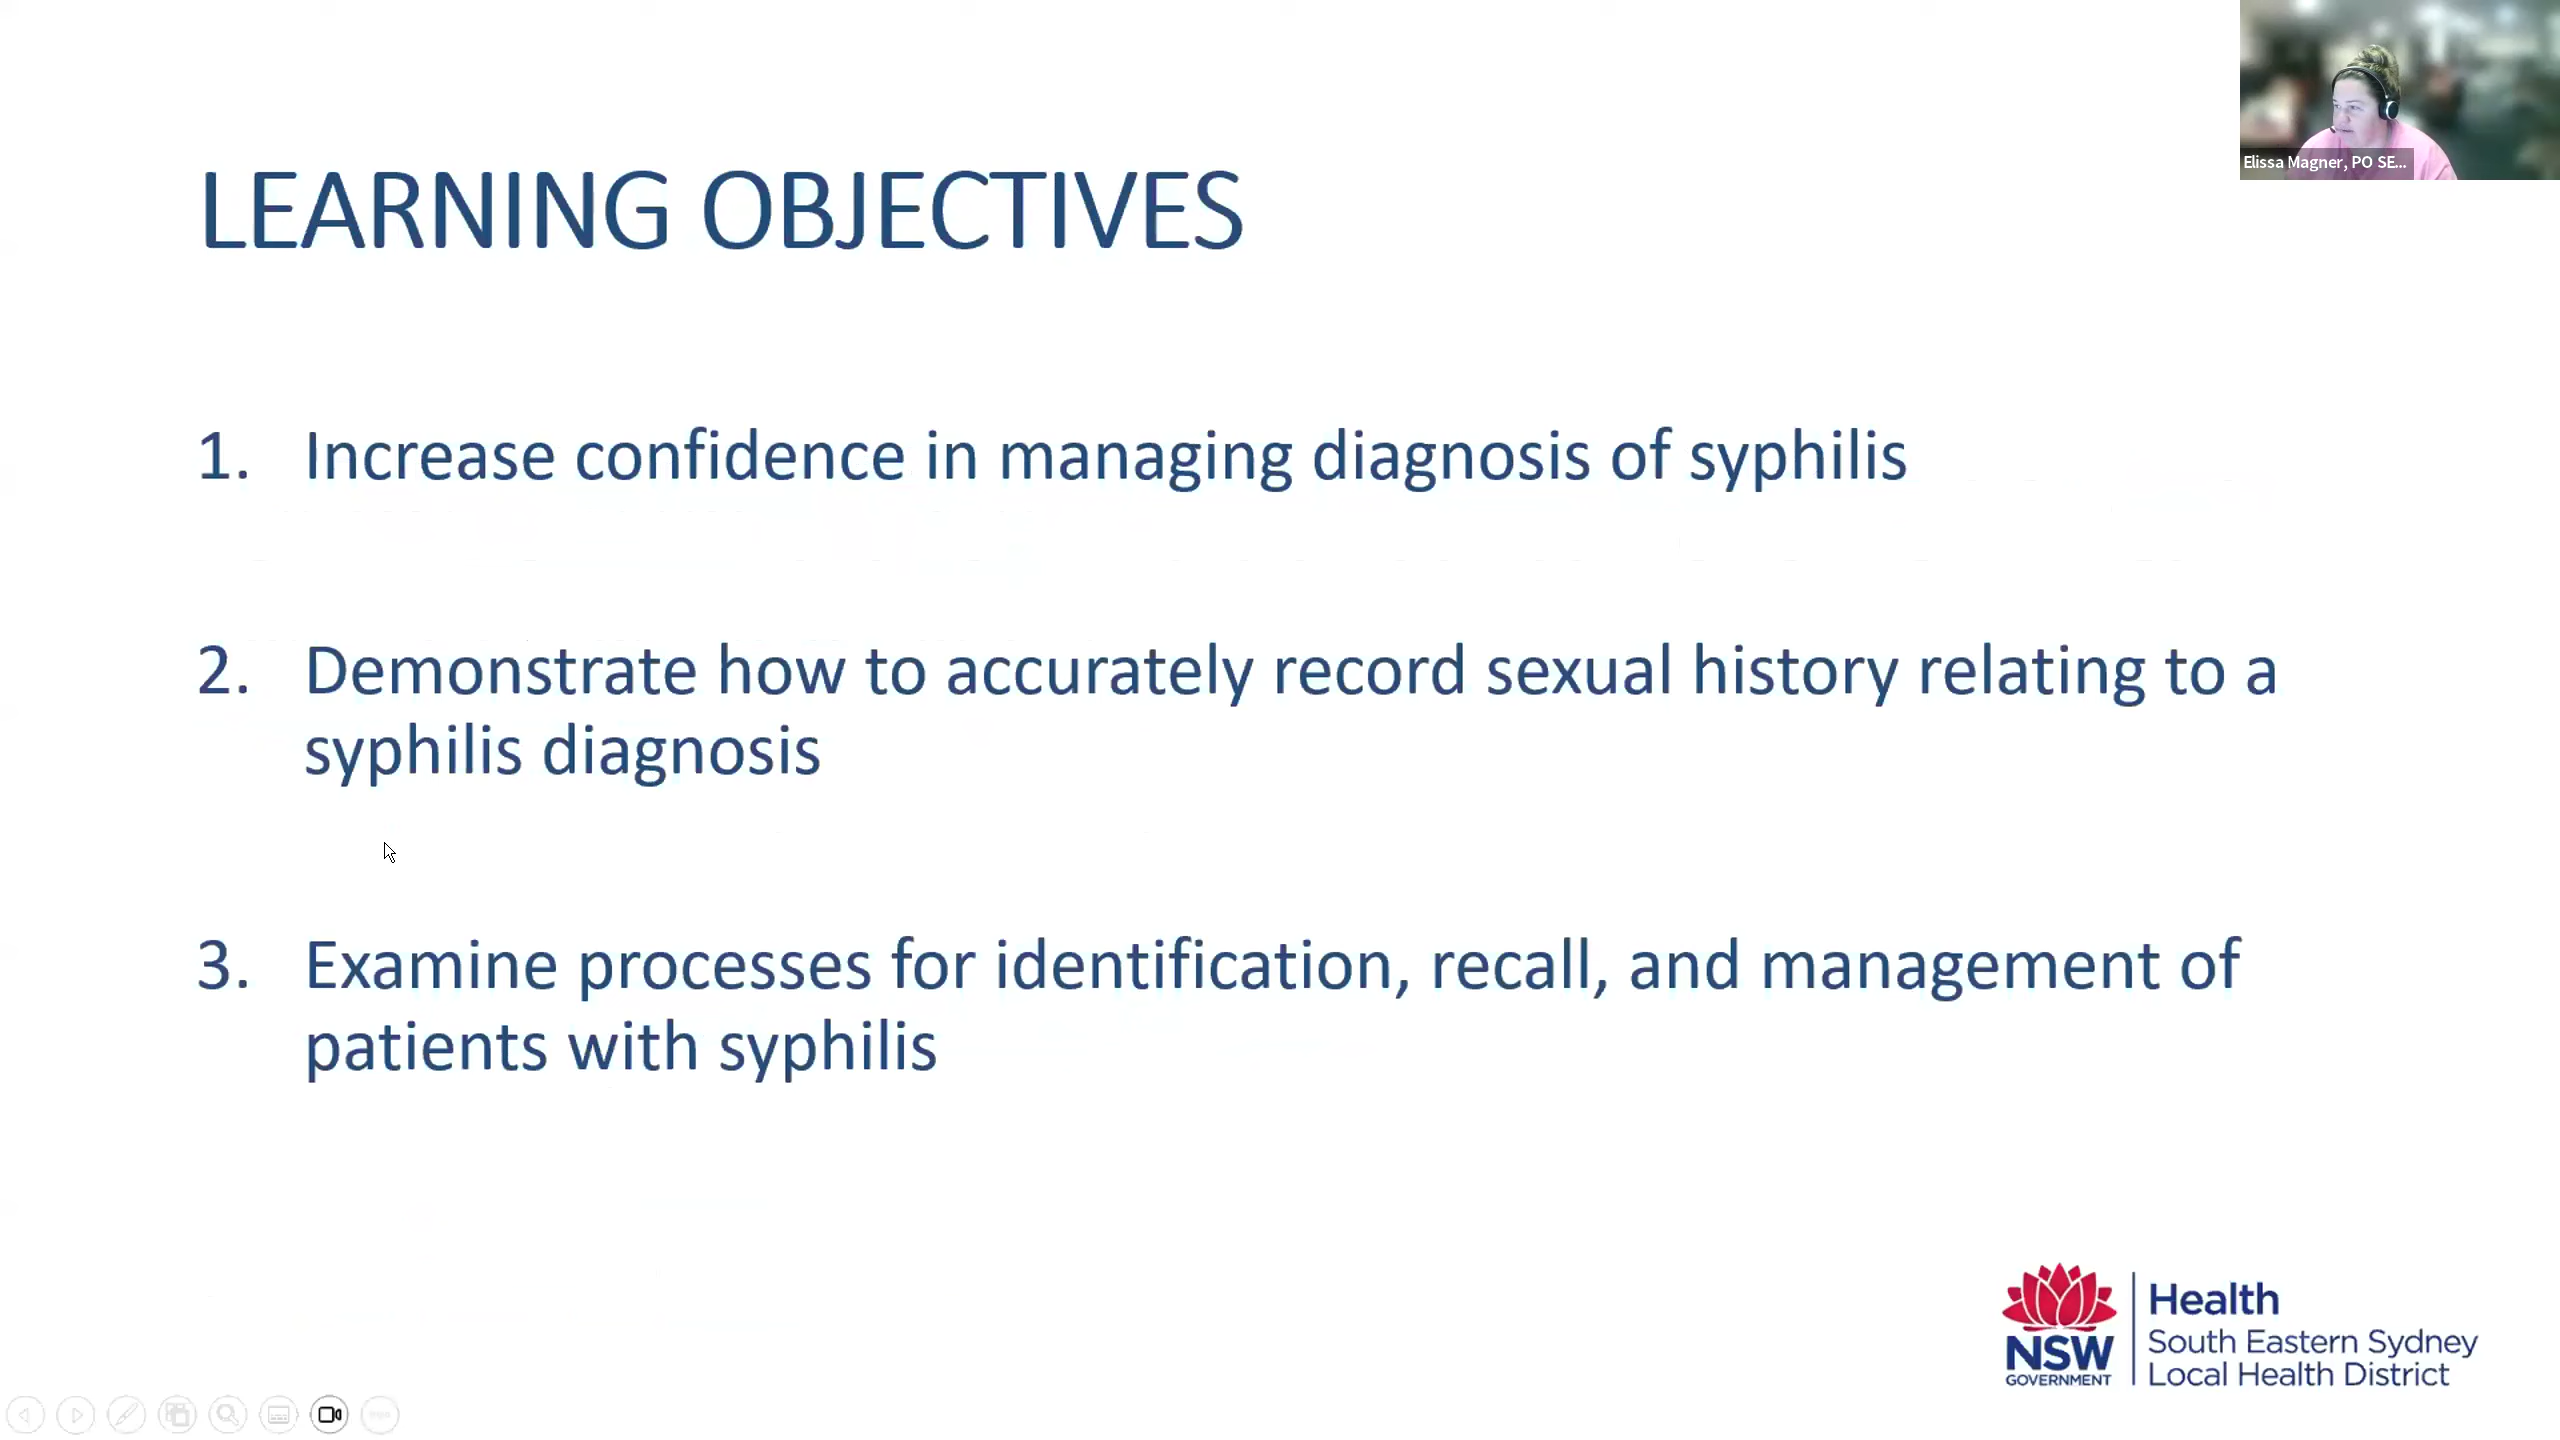 Elissa Magner, PO SE...
LEARNING OBJECTIVES
1. Increase confidence in managing diagnosis of syphilis
2. Demonstrate how to accurately record sexual history relating to a
syphilis diagnosis
3. Examine processes for identification, recall, and management of
patients with syphilis
NSW
GOVERNMENT
Health
South Eastern Sydney
Local Health District